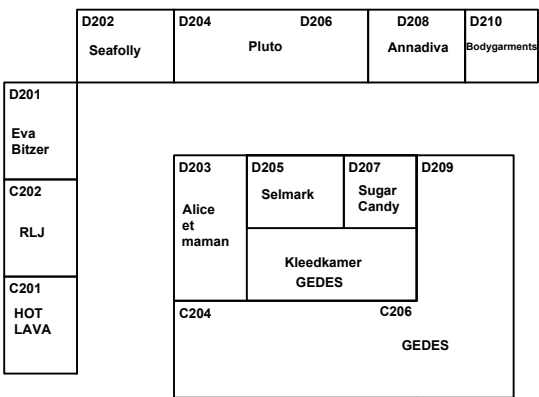 D202 D204 D206 D208 D210
Seafolly Pluto Annadiva Bodygarments
D201
Eva
Bitzer
D203 D205 D207 D209
C202
Selmark Sugar
Candy
Alice
et
maman
RLJ
Kleedkamer
GEDES
C201
HOT
LAVA
C204 C206
GEDES